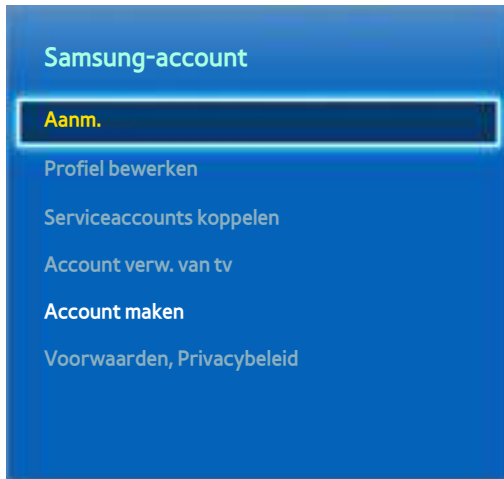 Samsung-account
Aanm.
Profiel bewerken
Serviceaccounts koppelen
Account verw. van tv
Account maken
Voorwaarden, Privacybeleid